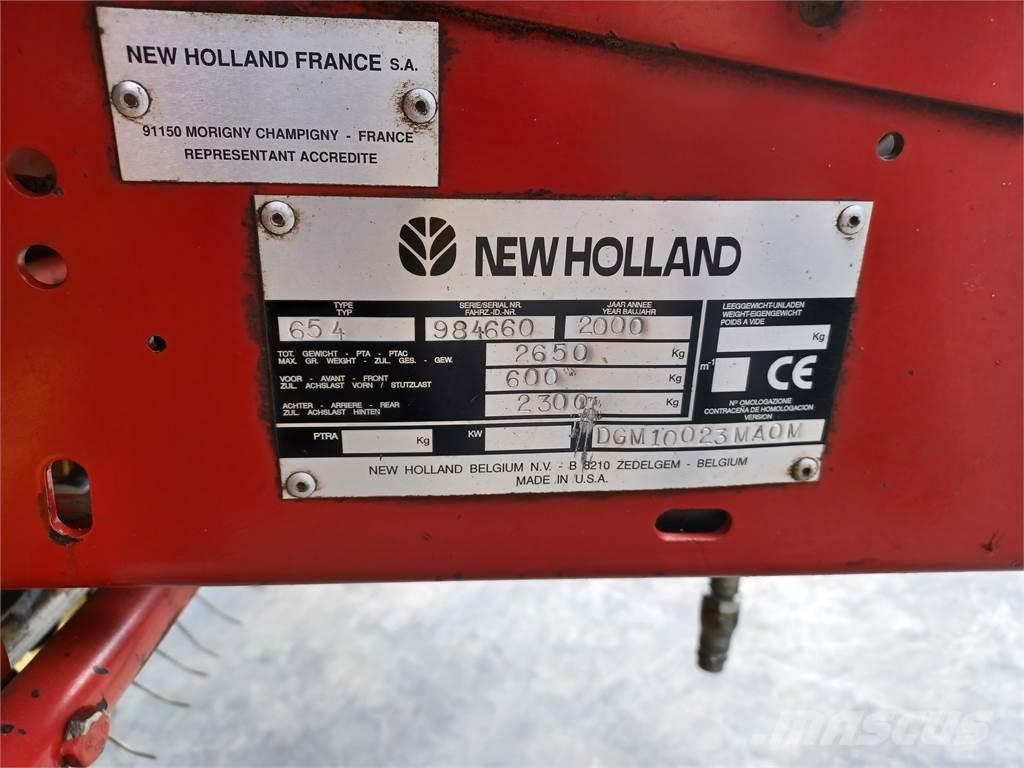 NEW HOLLAND FRANCE S.A.
91150 MORIGNY CHAMPIGNY - FRANCE
REPRESENTANT ACCREDITE
NEW HOLLAND
TYPE
TYP
SERIE/SERIAL NR.
FAHRZ.-ID.-NR.
JAAR ANNEE
YEAR BAUJAHR
654
984660
2000
TOT. GEWICHT - PTA - PTAC
MAX. GR. WEIGHT - ZUL. GES. - GEW.
2650 Kg
VOOR - AVANT - FRONT
ZUL. ACHSLAST VORN / STUTZLAST
600 Kg
ACHTER - ARRIERE - REAR
ZUL. ACHSLAST HINTEN
2300 Kg
LEEGGEWICHT-UNLADEN
WEIGHT-EIGENGEWICHT
POIDS A VIDE
Kg
m-1
CE
Nº OMOLOGAZIONE
CONTRACEÑA DE HOMOLOGACION
VERSION
PTRA Kg KW DGM10023MA0M
NEW HOLLAND BELGIUM N.V. - B 8210 ZEDELGEM - BELGIUM
MADE IN U.S.A.
MASCUS